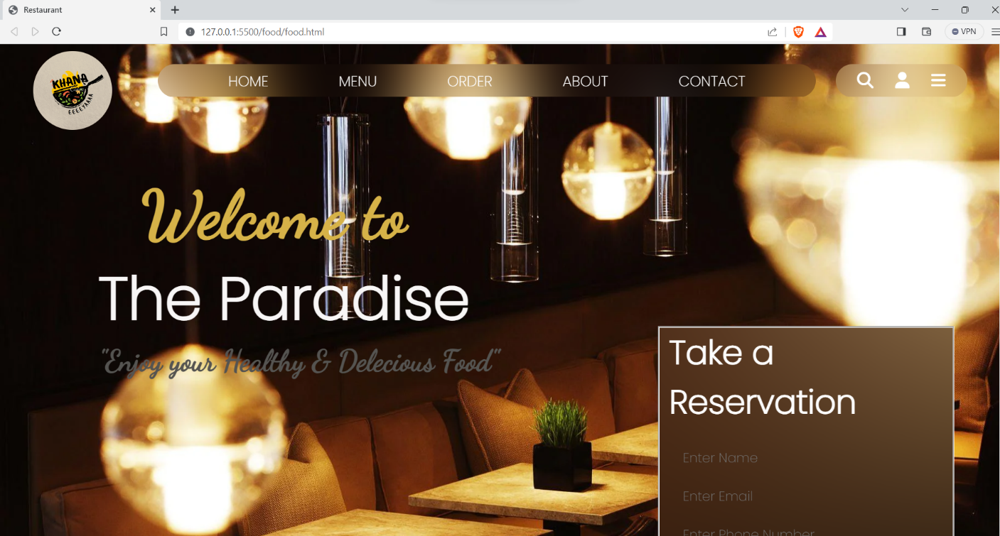 Restaurant
127.0.0.1:5500/food/food.html
VPN
KHANA
EEEEYAAAA
HOME MENU ORDER ABOUT CONTACT
Welcome to
The Paradise
"Enjoy your Healthy & Delecious Food"
Take a
Reservation
Enter Name
Enter Email
Enter Phone Number